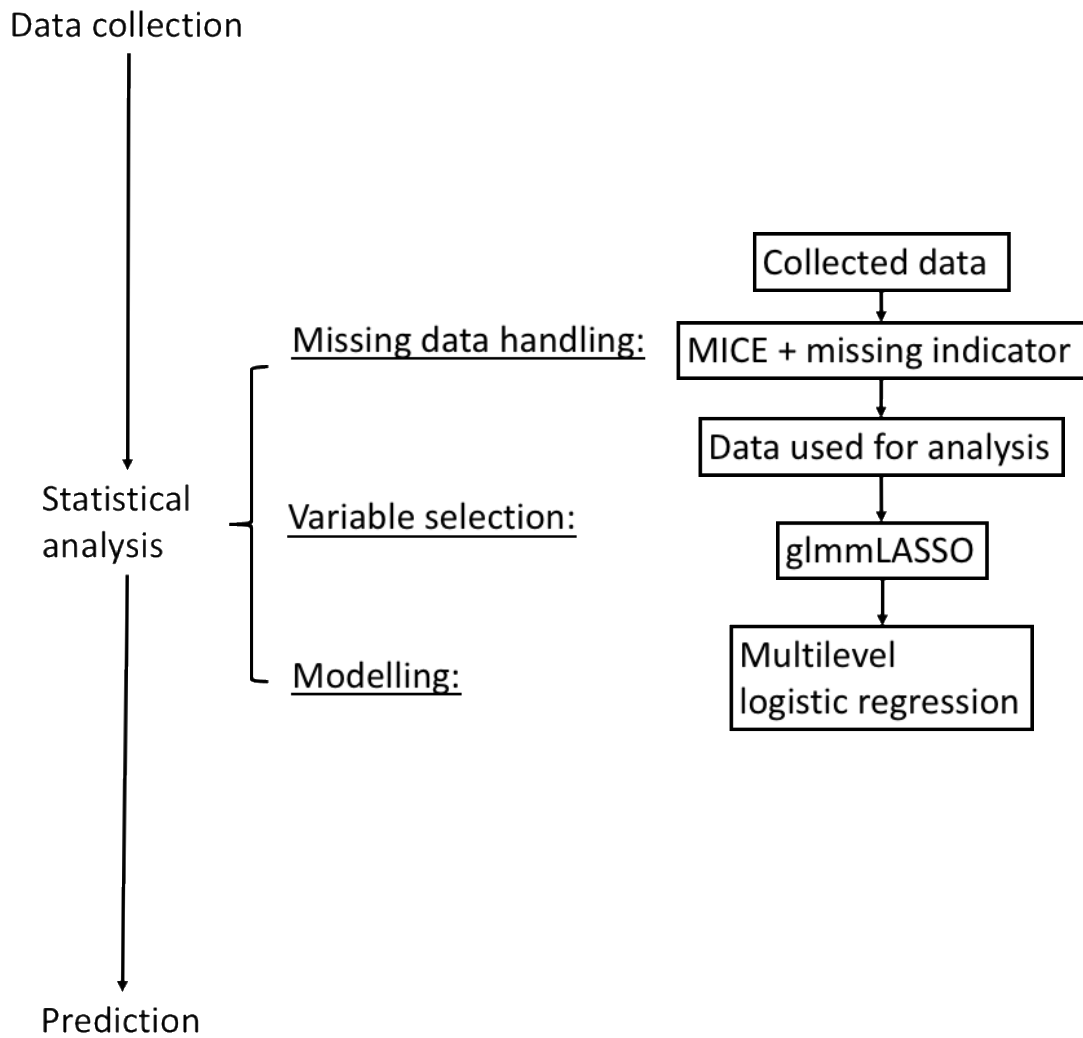 Data collection
Collected data
Missing data handling:
MICE + missing indicator
Data used for analysis
Statistical
analysis
Variable selection:
glmmLASSO
Modelling:
Multilevel
logistic regression
Prediction